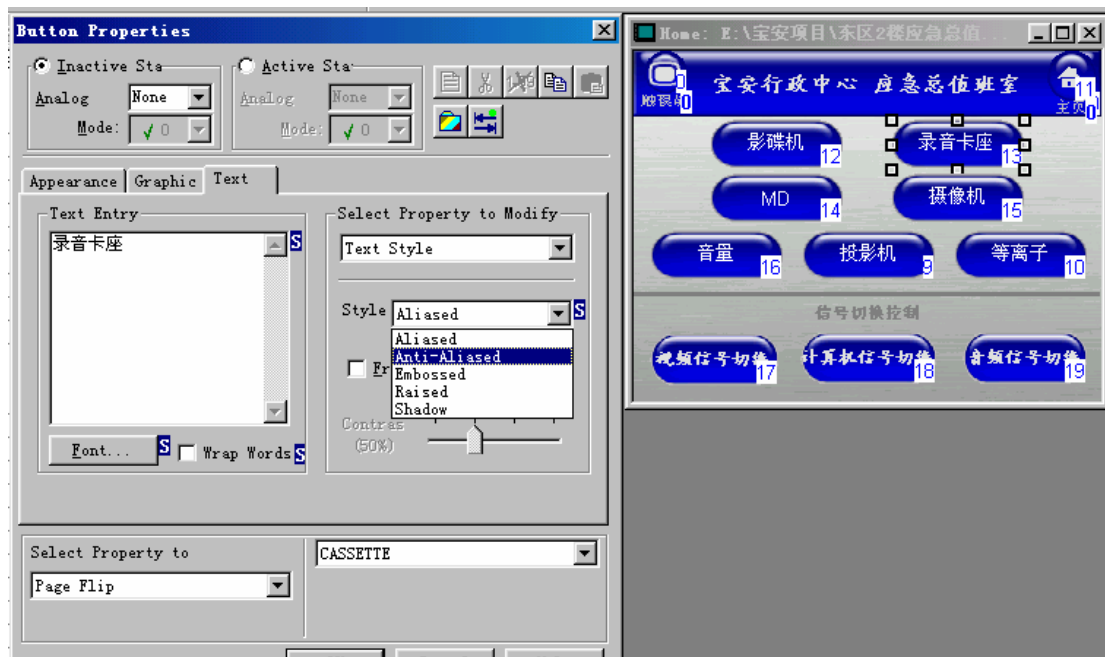 Button Properties
Inactive Sta
Active Sta
Analog
None
Analog
None
Mode:
0
Mode:
0
Appearance
Graphic
Text
Text Entry
录音卡座
S
Font...
S
Wrap Words
S
Select Property to Modify
Text Style
Style
Aliased
S
Aliased
Anti-Aliased
Embossed
Raised
Shadow
Fr
Contras
(50%)
Select Property to
Page Flip
CASSETTE
Home: E:\宝安项目\东区2楼应急总值...
0
0
宝安行政中心 应急总值班室
11
主页
0
影碟机
12
录音卡座
13
MD
14
摄像机
15
音量
16
投影机
9
等离子
10
信号切换控制
视频信号切换
17
计算机信号切换
18
音频信号切换
19